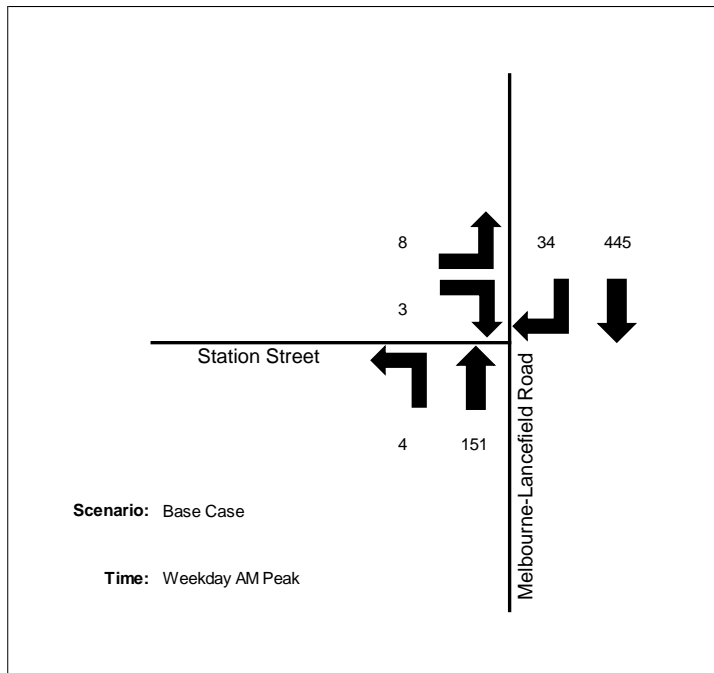 8
34
445
3
Station Street
4
151
Melbourne-Lancefield Road
Scenario: Base Case
Time: Weekday AM Peak